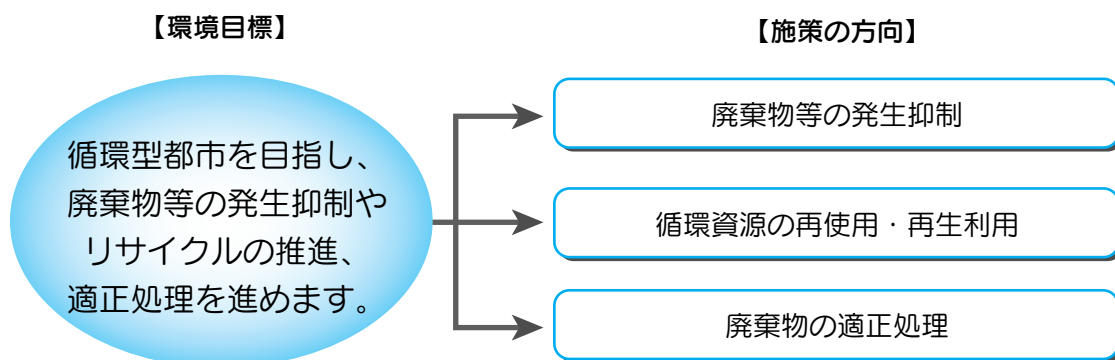 【環境目標】
【施策の方向】
循環型都市を目指し、
廃棄物等の発生抑制や
リサイクルの推進、
適正処理を進めます。
廃棄物等の発生抑制
循環資源の再使用・再生利用
廃棄物の適正処理